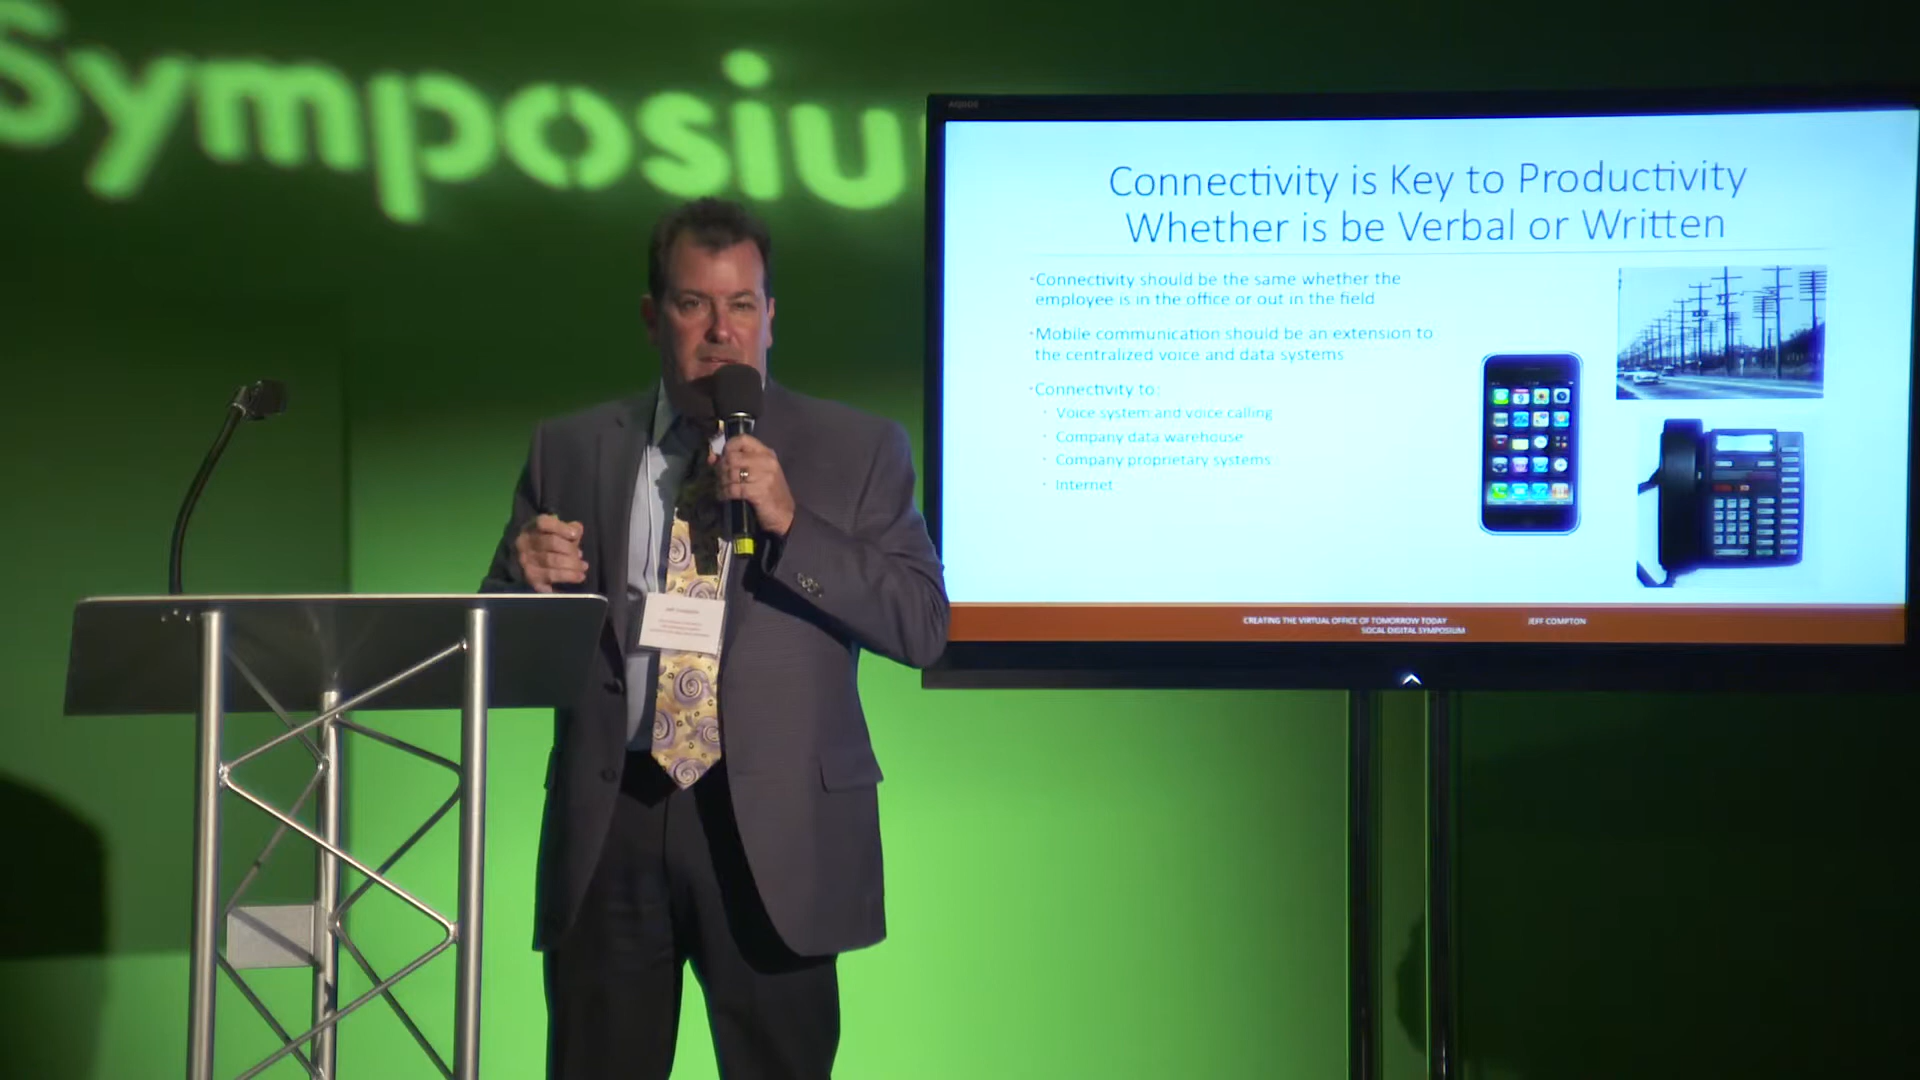 Symposiu
AQUOS
Connectivity is Key to Productivity
Whether is be Verbal or Written
Connectivity should be the same whether the
employee is in the office or out in the field
Mobile communication should be an extension to
the centralized voice and data systems
Connectivity to:
Voice system and voice calling
Company data warehouse
Company proprietary systems
Internet
CREATING THE VIRTUAL OFFICE OF TOMORROW TODAY
SOCAL DIGITAL SYMPOSIUM
JEFF COMPTON